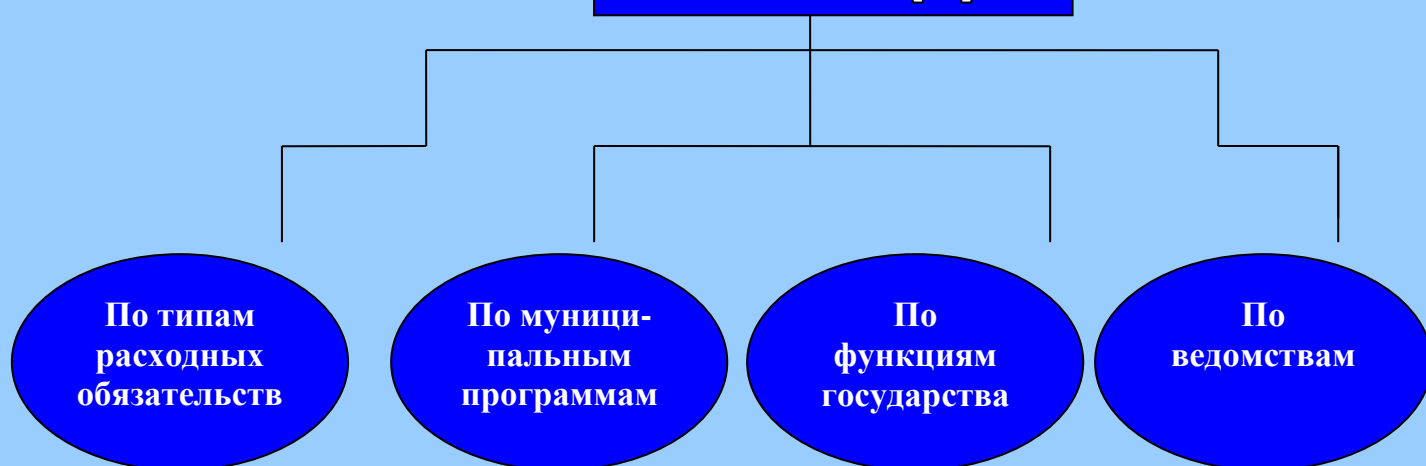 По типам
расходных
обязательств
По муници-
пальным
программам
По
функциям
государства
По
ведомствам